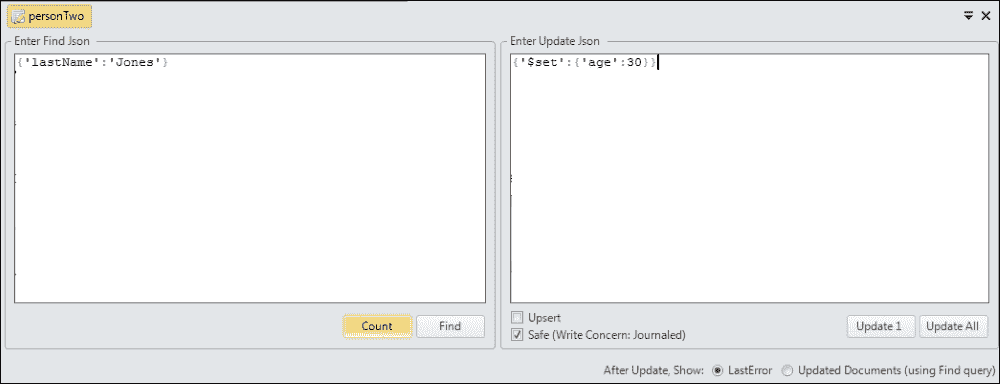 personTwo
Enter Find Json
{'lastName':'Jones'}
Count
Find
Enter Update Json
{'$set':{'age':30}}
Upsert
Safe (Write Concern: Journaled)
Update 1
Update All
After Update, Show:
LastError
Updated Documents (using Find query)